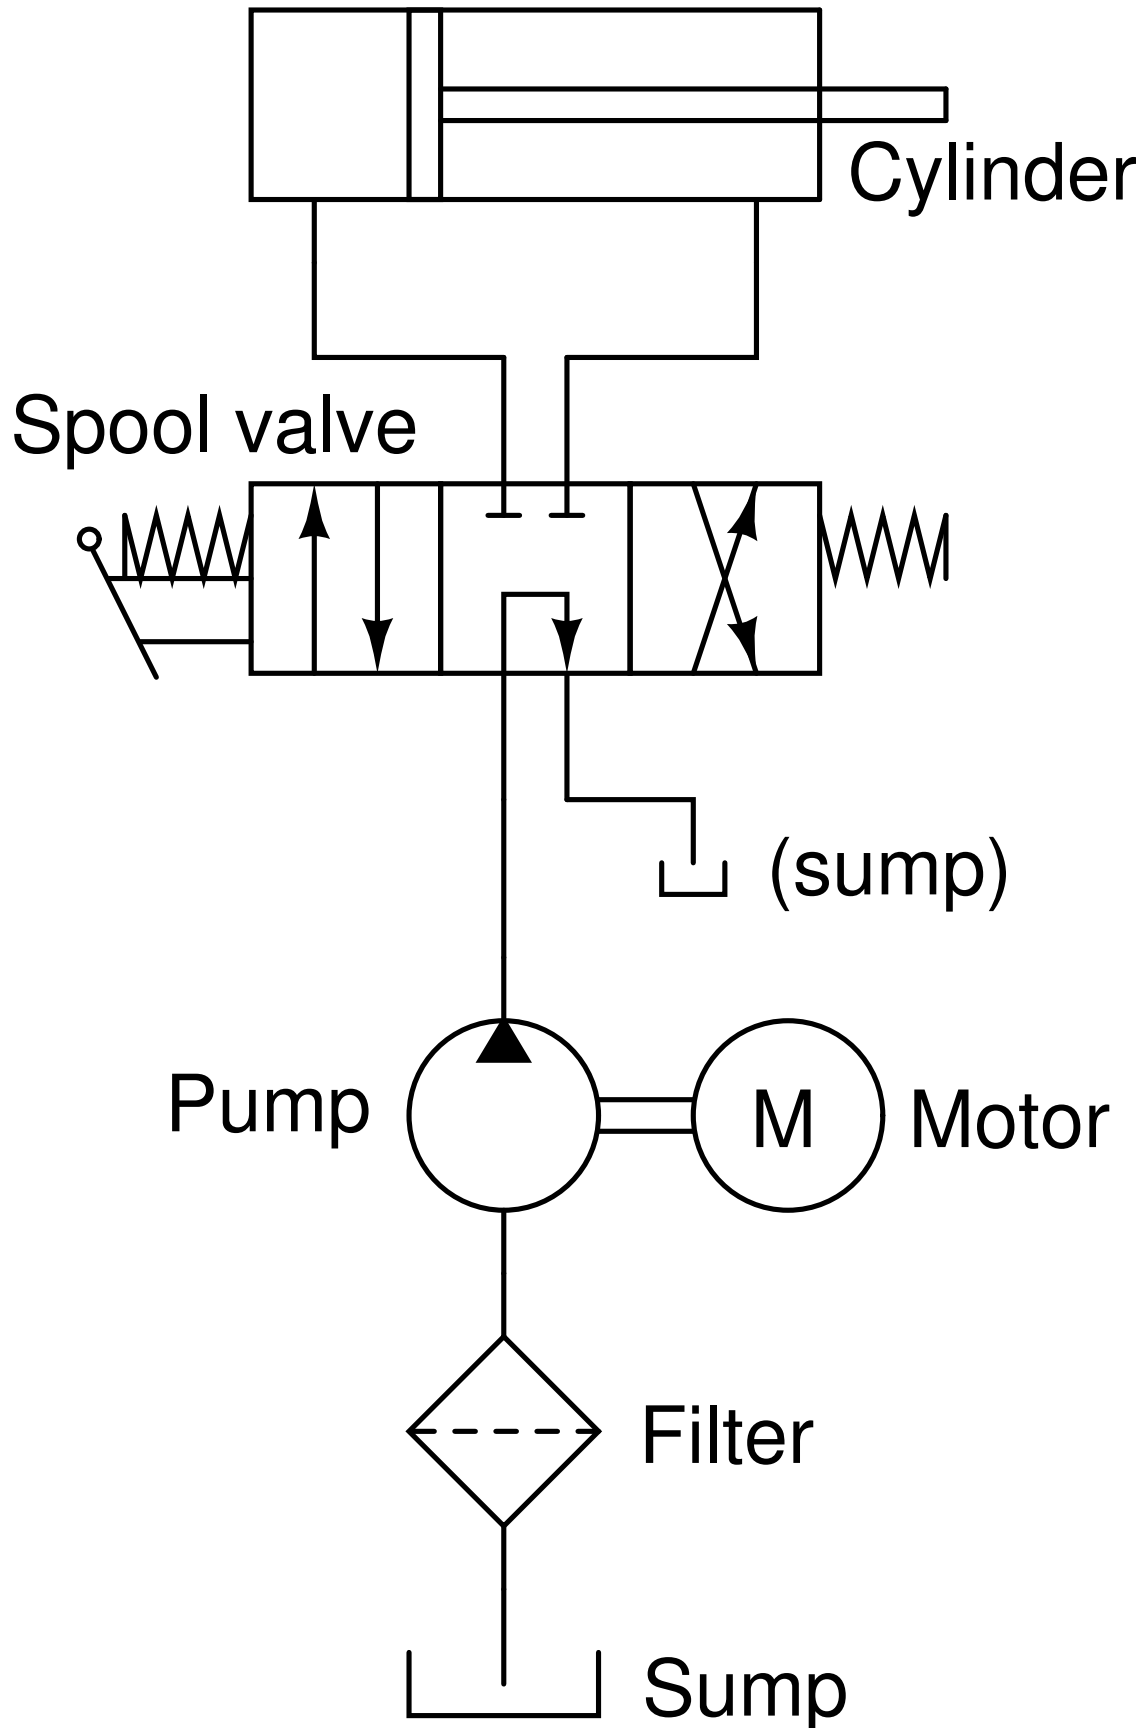 Cylinder
Spool valve
(sump)
Pump
M
Motor
Filter
Sump